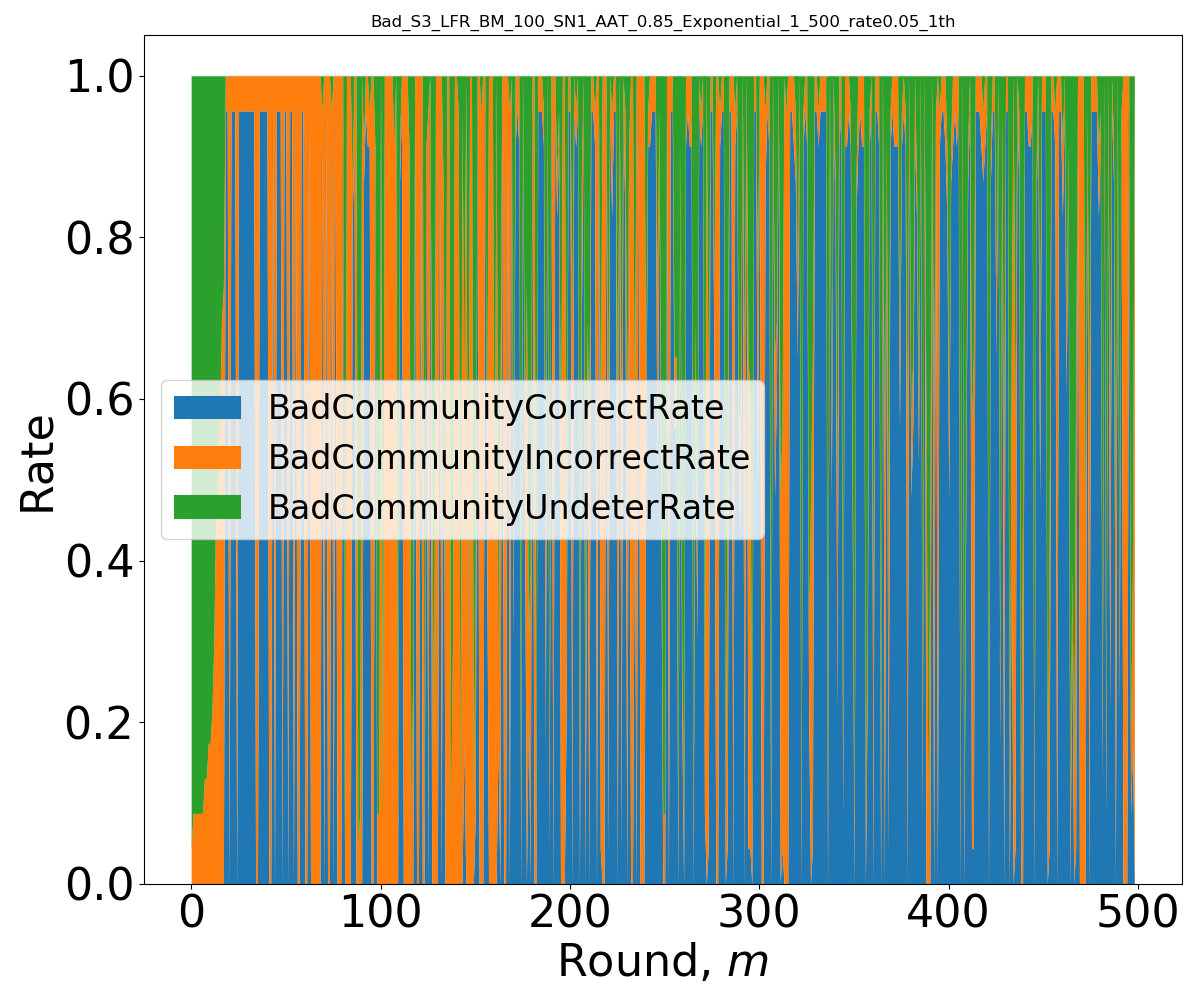 Bad_S3_LFR_BM_100_SN1_AAT_0.85_Exponential_1_500_rate0.05_1th
1.0
0.8
0.6
0.4
0.2
0.0
Rate
BadCommunityCorrectRate
BadCommunityIncorrectRate
BadCommunityUndeterRate
0 100 200 300 400 500
Round, m